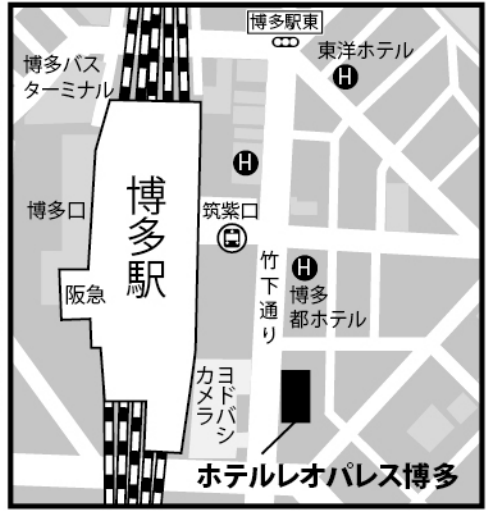 博多駅東
東洋ホテル
H
博多バス
ターミナル
H
博多駅
博多口
筑紫口
阪急
竹下通り
H
博多
都ホテル
ヨドバシ
カメラ
ホテルレオパレス博多